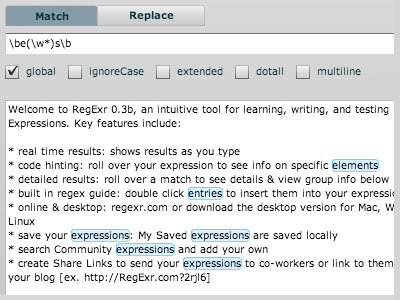 Match Replace
\be(\w*)s\b
global ignoreCase extended dotall multiline
Welcome to RegExr 0.3b, an intuitive tool for learning, writing, and testing
Expressions. Key features include:
* real time results: shows results as you type
* code hinting: roll over your expression to see info on specific elements
* detailed results: roll over a match to see details & view group info below
* built in regex guide: double click entries to insert them into your
* online & desktop: regexr.com or download the desktop version for Mac, W
Linux
* save your expressions: My Saved expressions are saved locally
* search Community expressions and add your own
* create Share Links to send your expressions to co-workers or link to them
your blog [ex. http://RegExr.com?2rjl6]